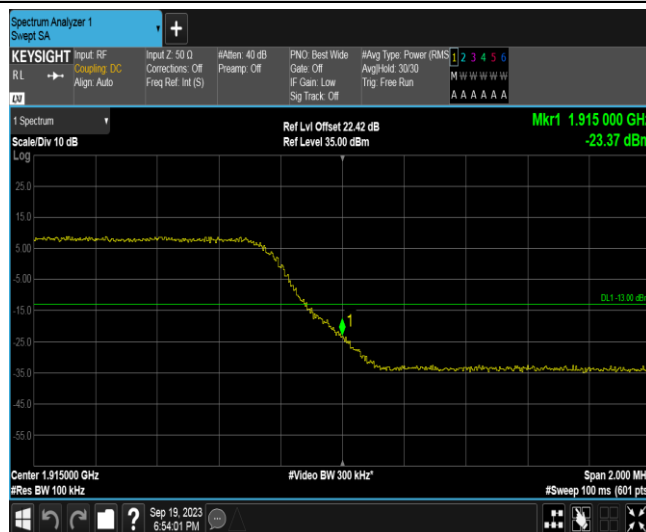 Spectrum Analyzer 1
Swept SA
KEYSIGHT
RL
Input: RF
Coupling: DC
Align: Auto
Input Z: 50 Ω
Corrections: Off
Freq Ref: Int (S)
#Atten: 40 dB
Preamp: Off
PNO: Best Wide
Gate: Off
IF Gain: Low
Sig Track: Off
#Avg Type: Power (RMS
Avg|Hold: 30/30
Trig: Free Run
1 2 3 4 5 6
M W W W W W
A A A A A A
LXI
1 Spectrum
Scale/Div 10 dB
Ref Lvl Offset 22.42 dB
Ref Level 35.00 dBm
Mkr1 1.915 000 GHz
-23.37 dBm
Log
25.0
15.0
5.00
-5.00
-15.0
-25.0
-35.0
-45.0
-55.0
DL1 -13.00 dBm
1
Center 1.915000 GHz
#Res BW 100 kHz
#Video BW 300 kHz*
Span 2.000 MH
#Sweep 100 ms (601 pts
?
Sep 19, 2023
6:54:01 PM